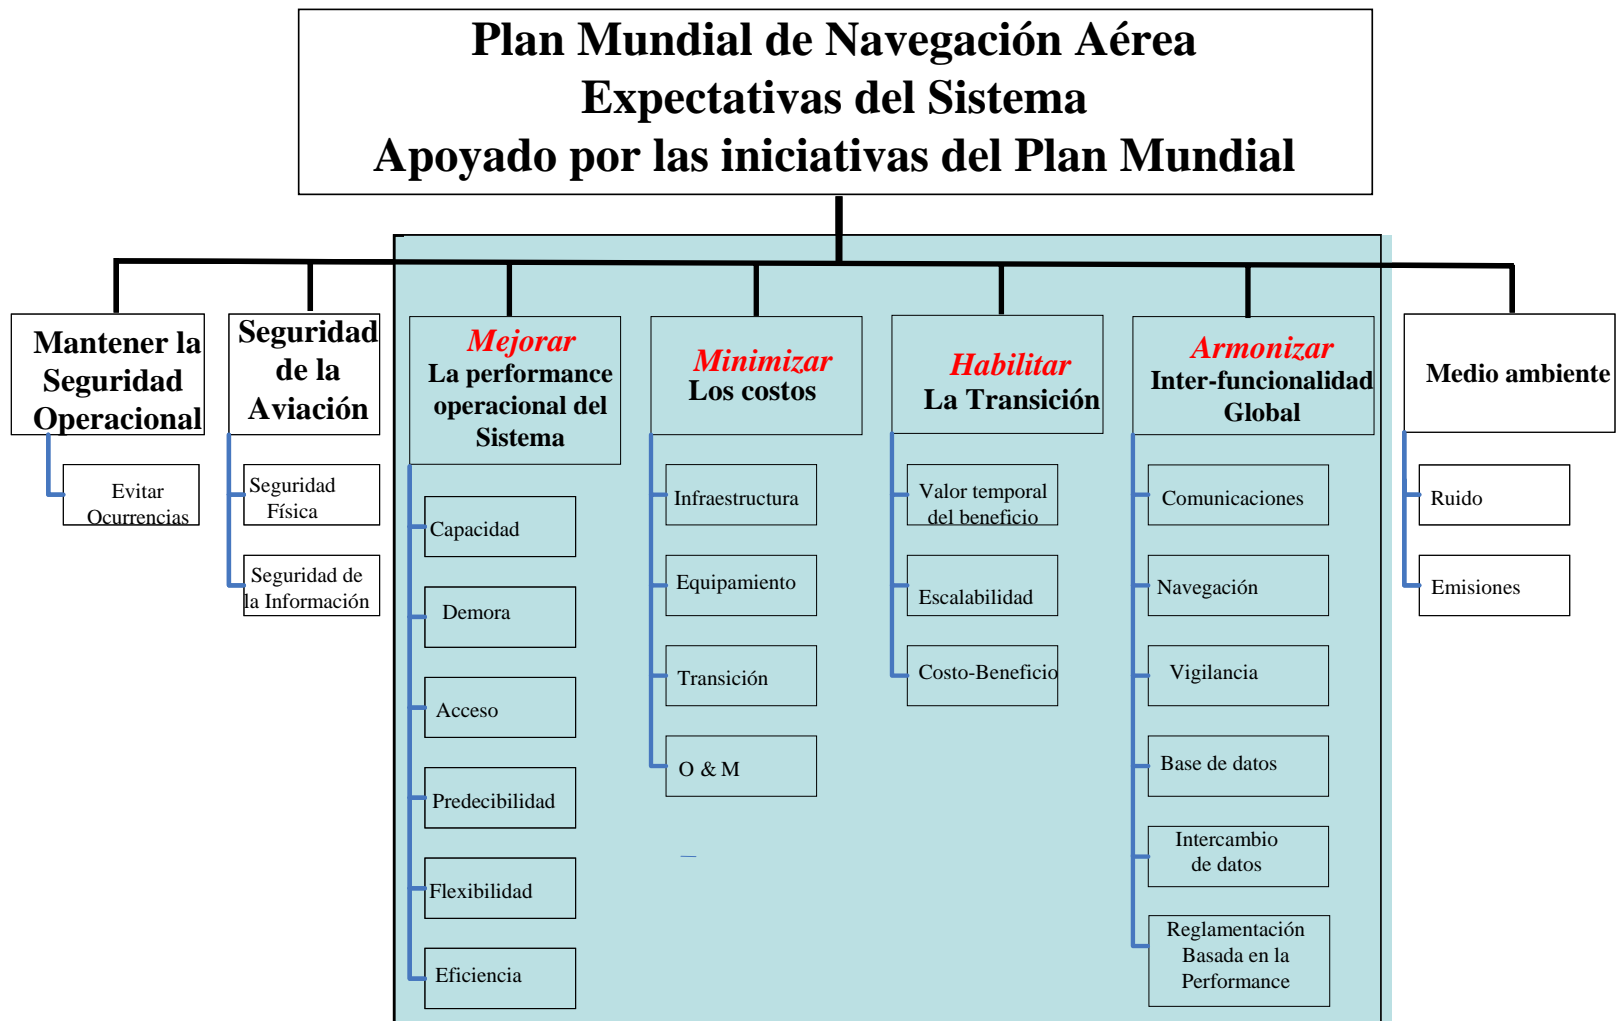 Plan Mundial de Navegación Aérea
Expectativas del Sistema
Apoyado por las iniciativas del Plan Mundial
Mantener la
Seguridad
Operacional
Evitar
Ocurrencias
Seguridad
de la
Aviación
Seguridad
Física
Seguridad de
la Información
Mejorar
La performance
operacional del
Sistema
Capacidad
Demora
Acceso
Predecibilidad
Flexibilidad
Eficiencia
Minimizar
Los costos
Infraestructura
Equipamiento
Transición
O & M
Habilitar
La Transición
Valor temporal
del beneficio
Escalabilidad
Costo-Beneficio
Armonizar
Inter-funcionalidad
Global
Comunicaciones
Navegación
Vigilancia
Base de datos
Intercambio
de datos
Reglamentación
Basada en la
Performance
Medio ambiente
Ruido
Emisiones